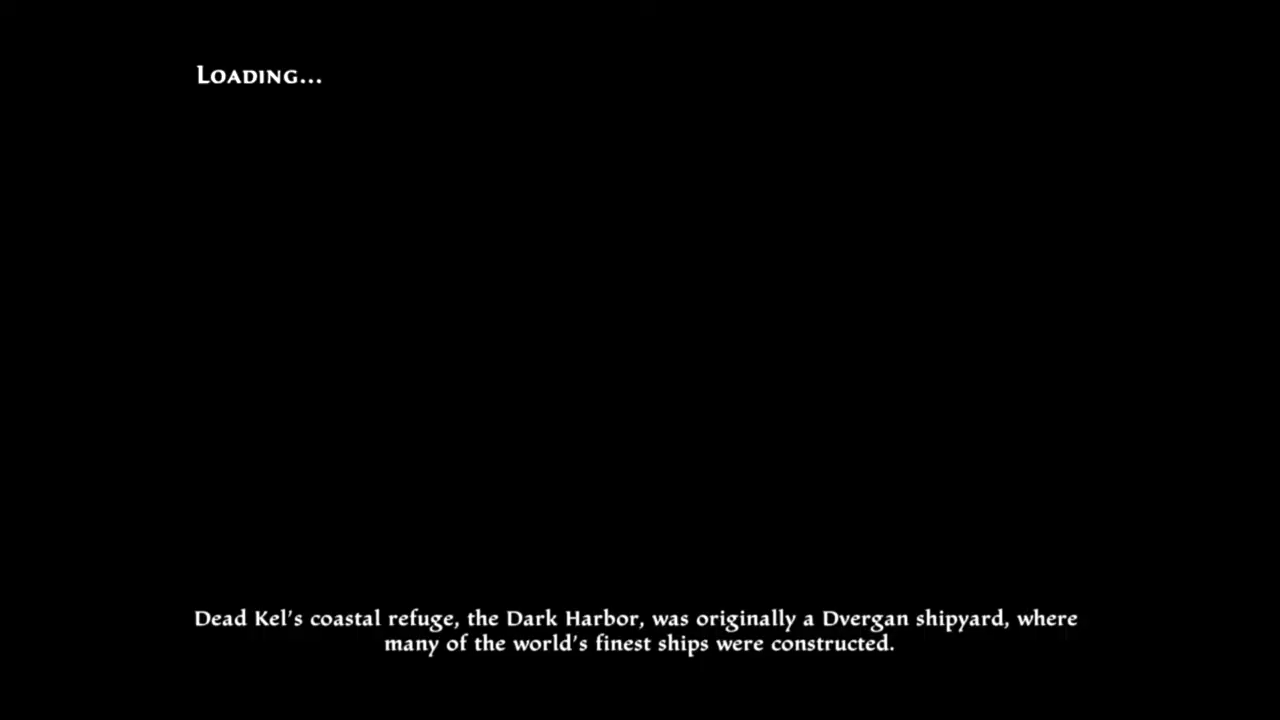 Loading...
Dead Kel's coastal refuge, the Dark Harbor, was originally a Dvergan shipyard, where
many of the world's finest ships were constructed.